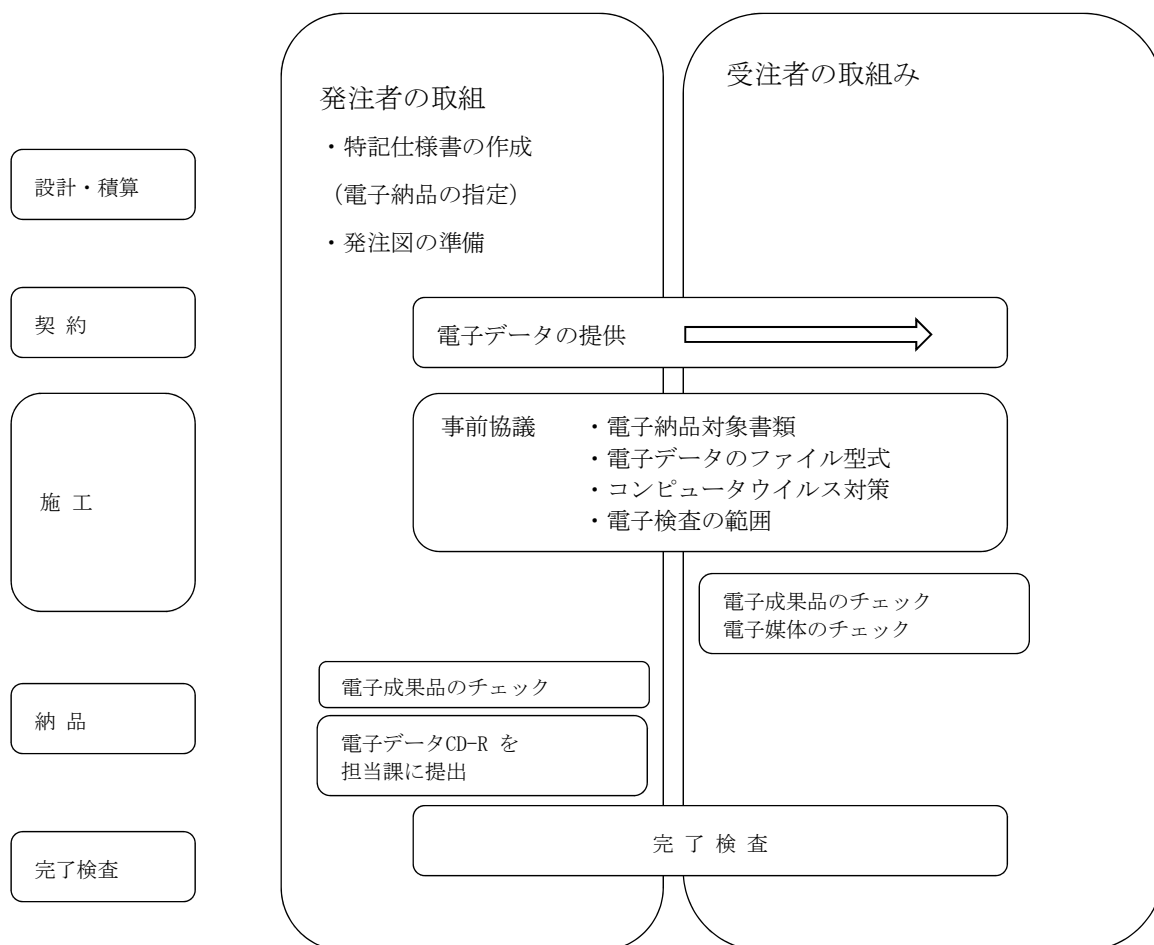 発注者の取組
受注者の取組み
設計・積算
・特記仕様書の作成
(電子納品の指定)
・発注図の準備
契 約
電子データの提供
施 工
事前協議 ・電子納品対象書類
・電子データのファイル型式
・コンピュータウイルス対策
・電子検査の範囲
電子成果品のチェック
電子媒体のチェック
納 品
電子成果品のチェック
電子データCD-R を
担当課に提出
完了検査
完 了 検 査